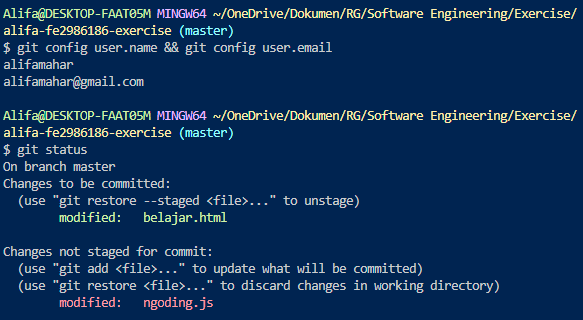 Alifa@DESKTOP-FAAT05M MINGW64 ~/OneDrive/Dokumen/RG/Software Engineering/Exercise/
alifa-fe2986186-exercise (master)
$ git config user.name && git config user.email
alifamahar
alifamahar@gmail.com

Alifa@DESKTOP-FAAT05M MINGW64 ~/OneDrive/Dokumen/RG/Software Engineering/Exercise/
alifa-fe2986186-exercise (master)
$ git status
On branch master
Changes to be committed:
  (use "git restore --staged <file>..." to unstage)
        modified:   belajar.html

Changes not staged for commit:
  (use "git add <file>..." to update what will be committed)
  (use "git restore <file>..." to discard changes in working directory)
        modified:   ngoding.js